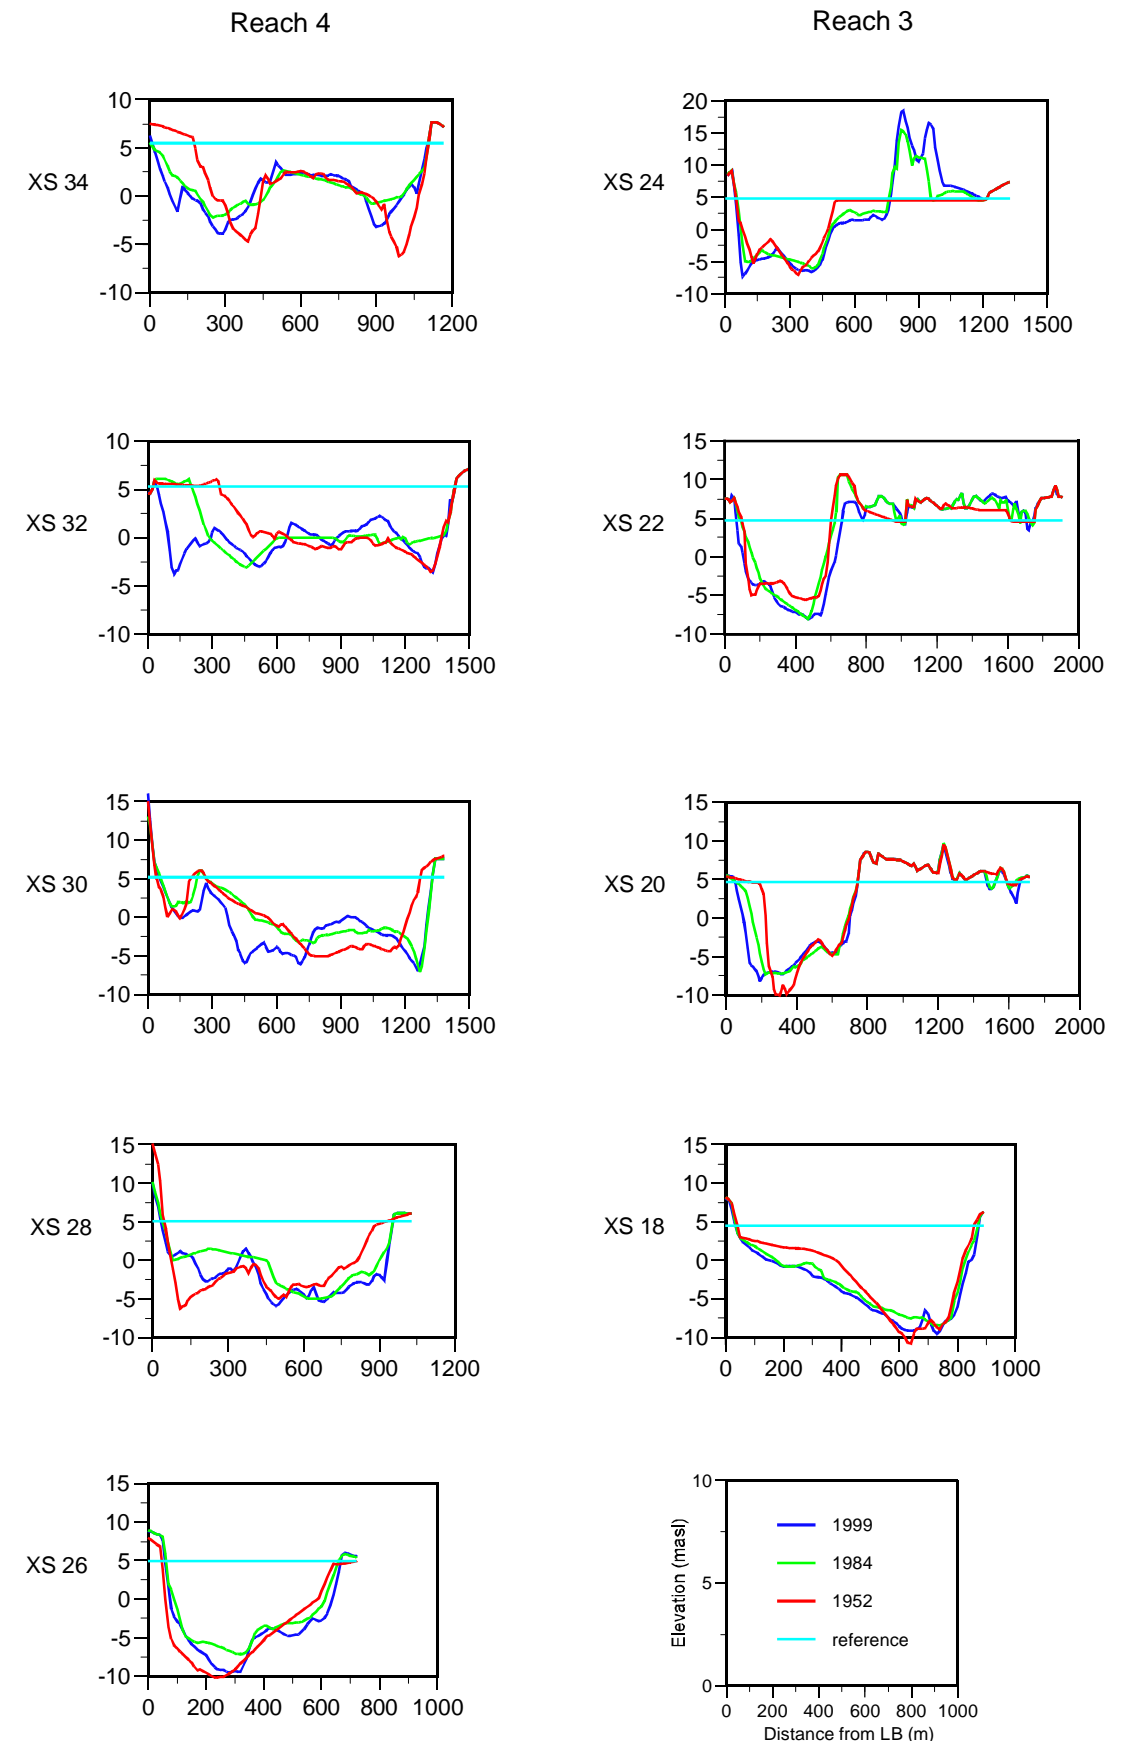 Reach 4
Reach 3
XS 34
10
5
0
-5
-10
0 300 600 900 1200
XS 24
20
15
10
5
0
-5
-10
0 300 600 900 1200 1500
XS 32
10
5
0
-5
-10
0 300 600 900 1200 1500
XS 22
15
10
5
0
-5
-10
0 400 800 1200 1600 2000
XS 30
15
10
5
0
-5
-10
0 300 600 900 1200 1500
XS 20
15
10
5
0
-5
-10
0 400 800 1200 1600 2000
XS 28
15
10
5
0
-5
-10
0 300 600 900 1200
XS 18
15
10
5
0
-5
-10
0 200 400 600 800 1000
XS 26
15
10
5
0
-5
-10
0 200 400 600 800 1000
Elevation (masl)
10
5
0
1999
1984
1952
reference
0 200 400 600 800 1000
Distance from LB (m)